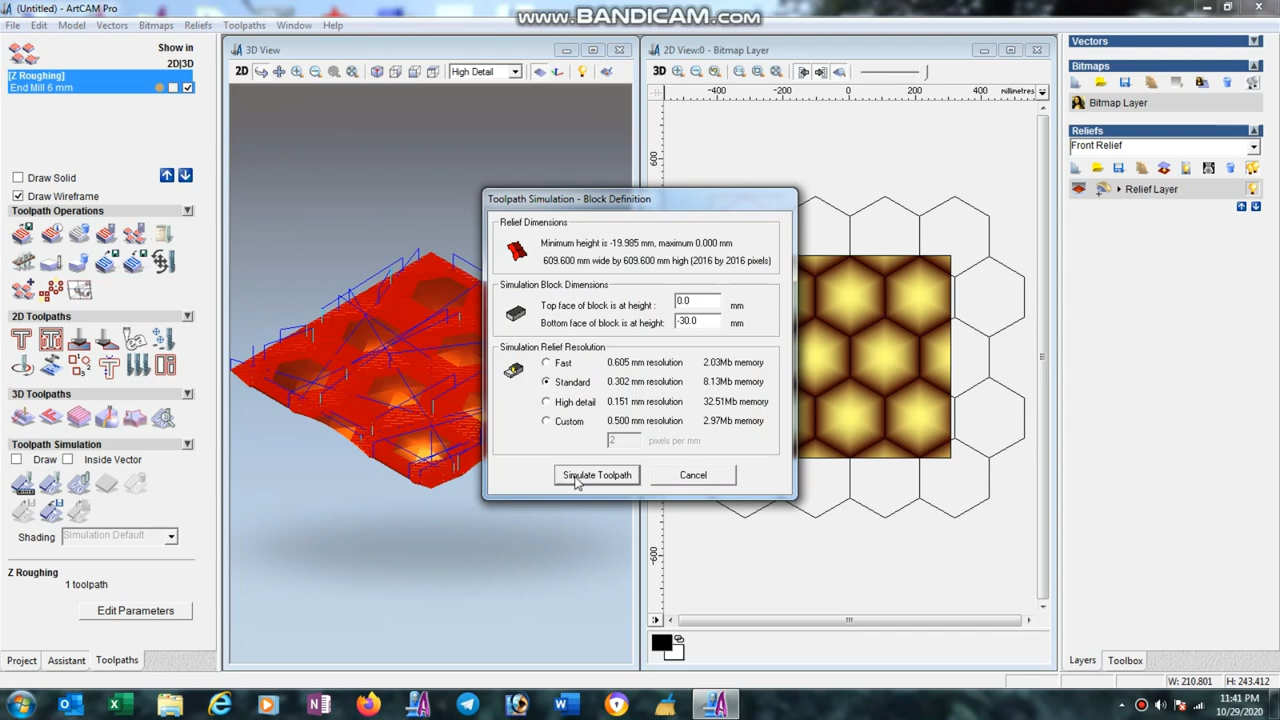 (Untitled) - ArtCAM Pro
www.BANDICAM.com
File Edit Model Vectors Bitmaps Reliefs Toolpaths Window Help
Show in
2D|3D
[Z Roughing]
End Mill 6 mm
Draw Solid
Draw Wireframe
Toolpath Operations
2D Toolpaths
3D Toolpaths
Toolpath Simulation
Draw Inside Vector
Shading Simulation Default
Z Roughing
1 toolpath
Edit Parameters
Project Assistant Toolpaths
3D View
2D High Detail
2D View:0 - Bitmap Layer
3D
-400 -200 0 200 400 millimetres
600
-600
Toolpath Simulation - Block Definition
Relief Dimensions
Minimum height is -19.985 mm, maximum 0.000 mm
609.600 mm wide by 609.600 mm high (2016 by 2016 pixels)
Simulation Block Dimensions
Top face of block is at height : 0.0 mm
Bottom face of block is at height: -30.0 mm
Simulation Relief Resolution
Fast 0.605 mm resolution 2.03Mb memory
Standard 0.302 mm resolution 8.13Mb memory
High detail 0.151 mm resolution 32.51Mb memory
Custom 0.500 mm resolution 2.97Mb memory
2 pixels per mm
Simulate Toolpath Cancel
Vectors
Bitmaps
Bitmap Layer
Reliefs
Front Relief
Relief Layer
Layers Toolbox
W: 210.801 H: 243.412
11:41 PM
10/29/2020